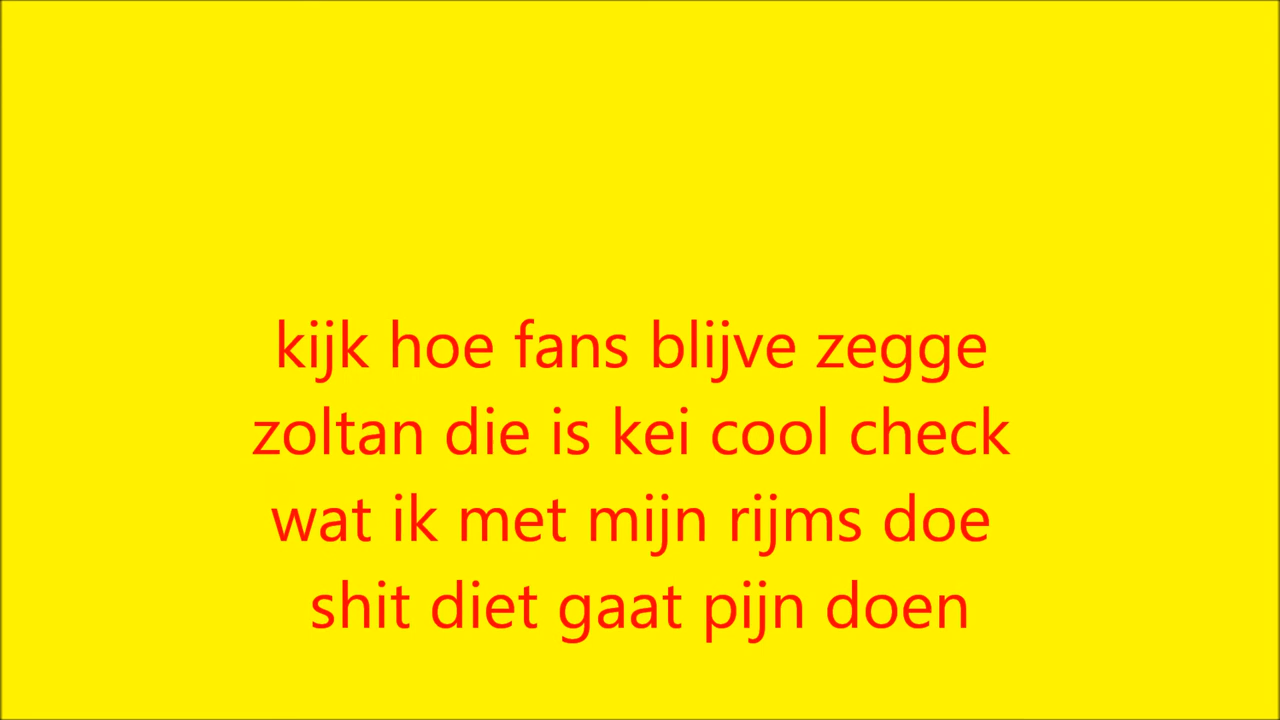 kijk hoe fans blijve zegge
zoltan die is kei cool check
wat ik met mijn rijms doe
shit diet gaat pijn doen